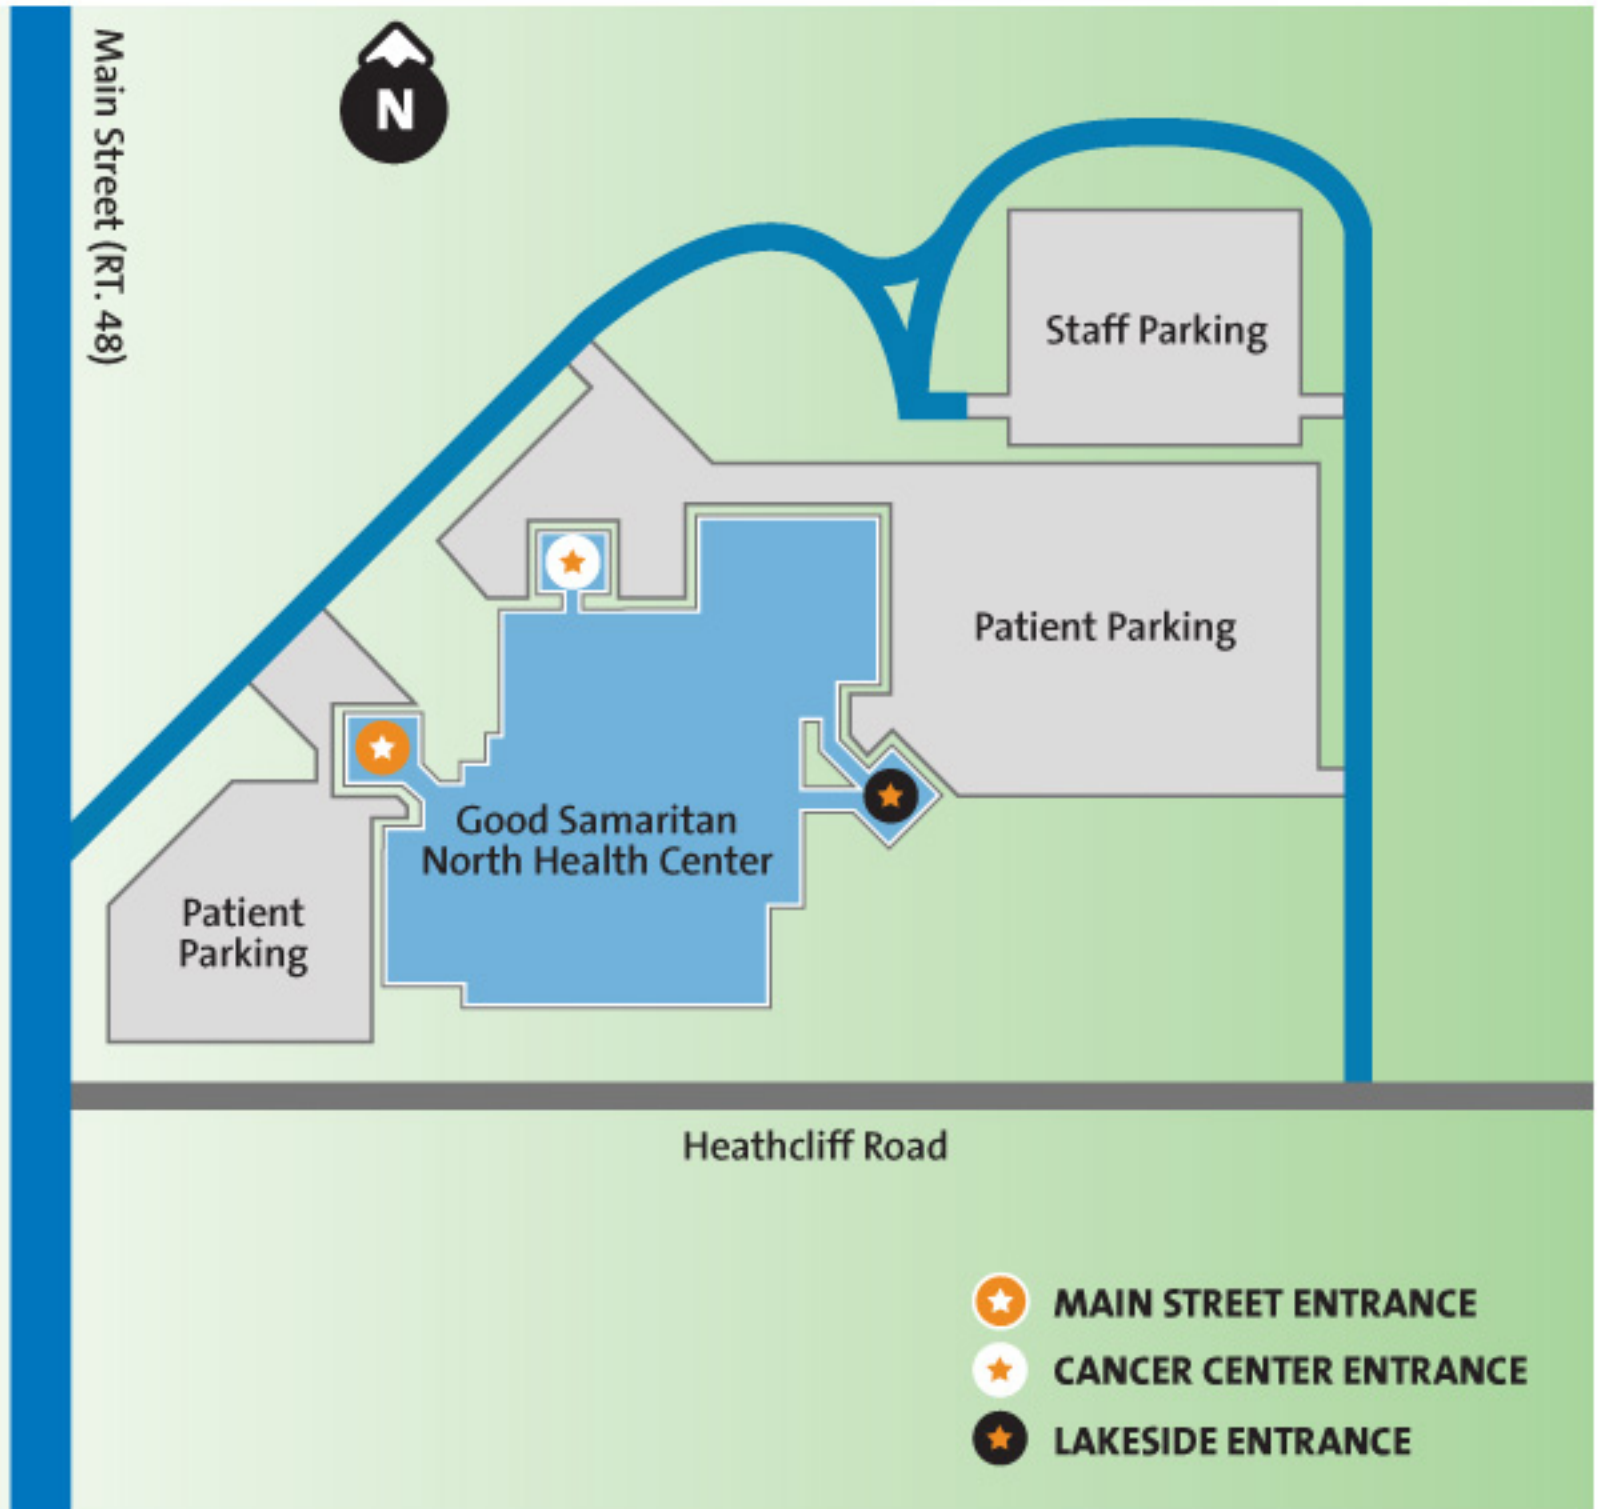 Main Street (RT. 48)
N
Staff Parking
Patient Parking
Good Samaritan
North Health Center
Patient
Parking
Heathcliff Road
MAIN STREET ENTRANCE
CANCER CENTER ENTRANCE
LAKESIDE ENTRANCE